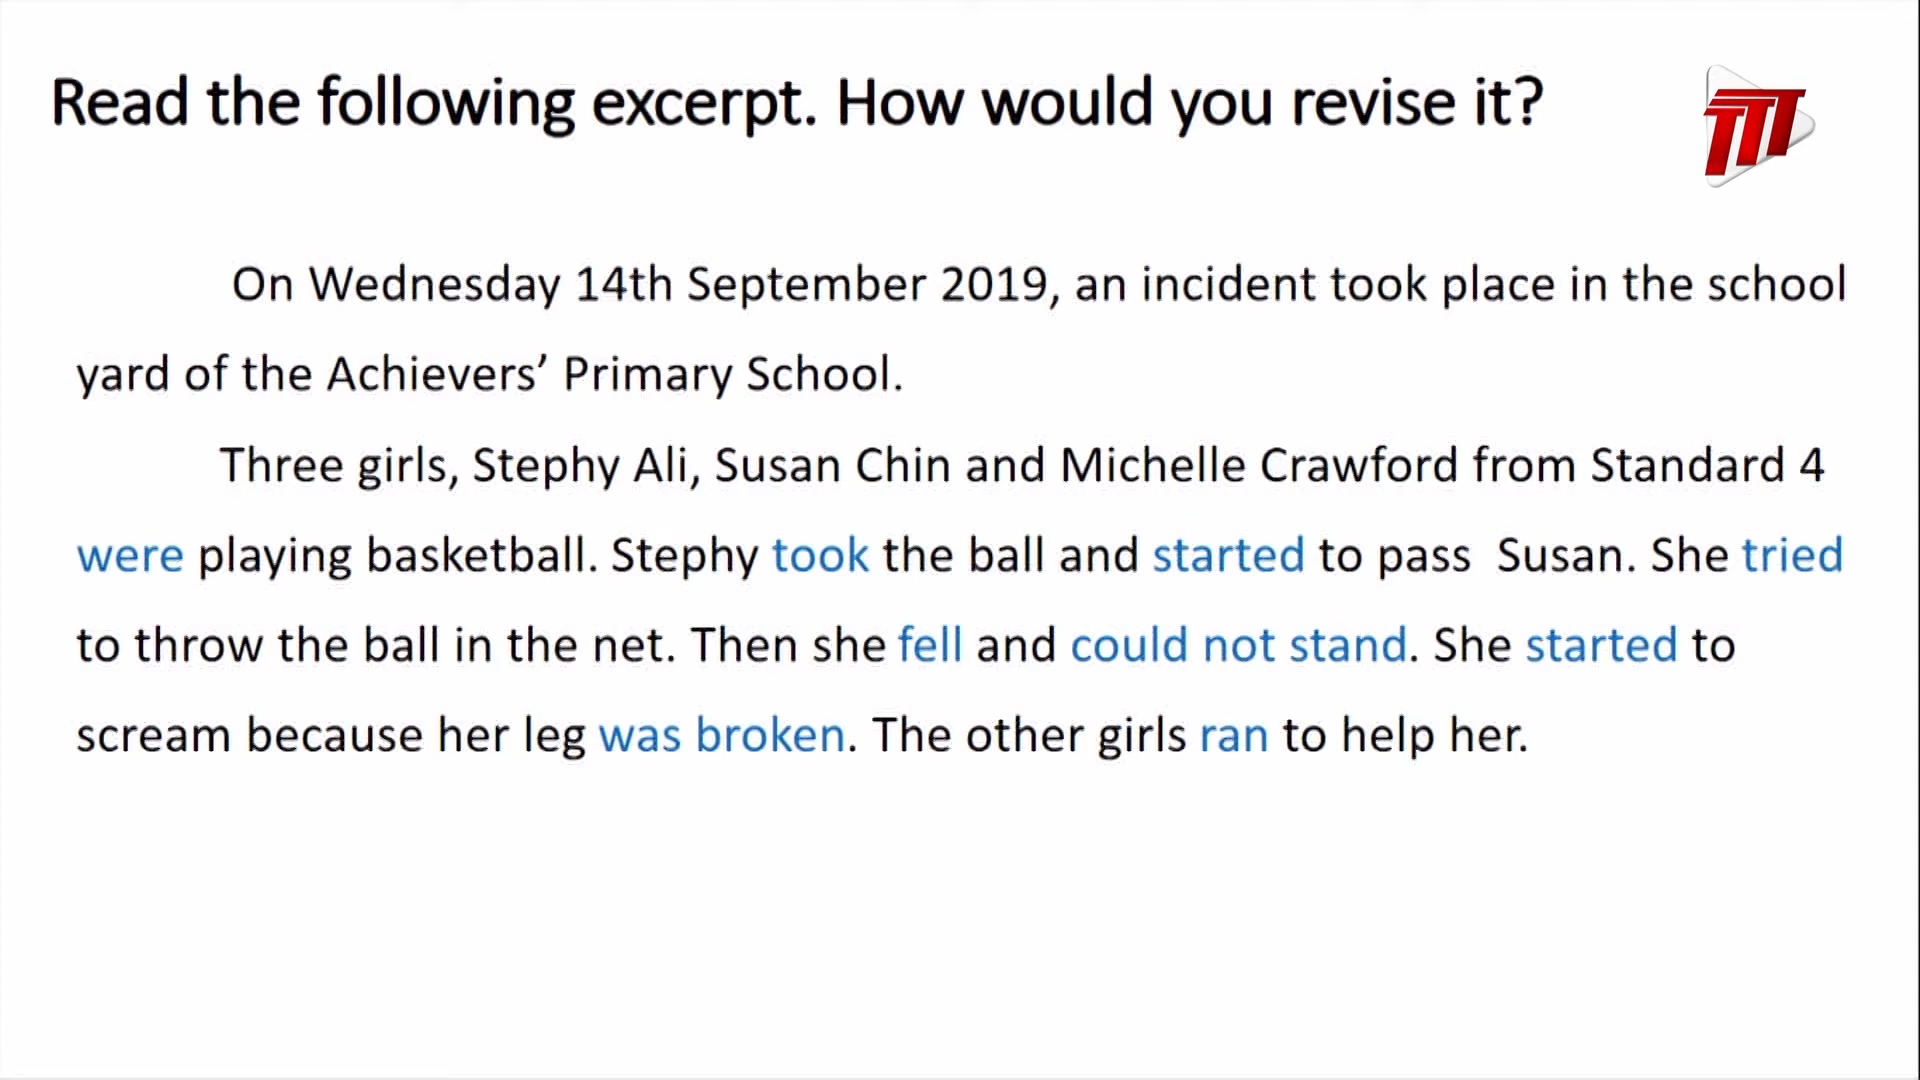 Read the following excerpt. How would you revise it?
TTT
On Wednesday 14th September 2019, an incident took place in the school
yard of the Achievers’ Primary School.
Three girls, Stephy Ali, Susan Chin and Michelle Crawford from Standard 4
were playing basketball. Stephy took the ball and started to pass  Susan. She tried
to throw the ball in the net. Then she fell and could not stand. She started to
scream because her leg was broken. The other girls ran to help her.